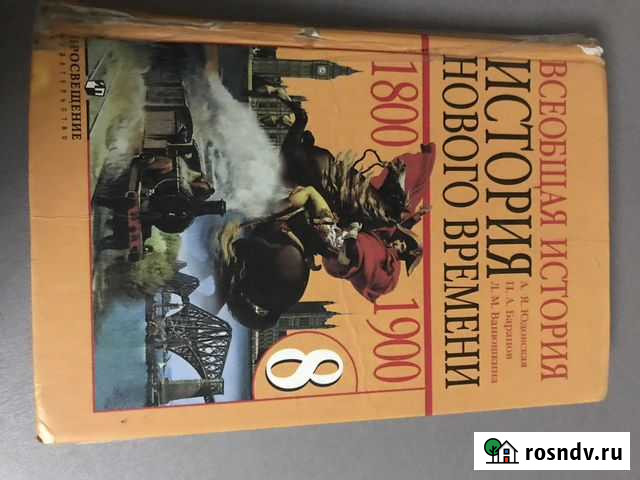 А. Я. Юдовская
П. А. Баранов
Л. М. Ванюшкина
ВСЕОБЩАЯ ИСТОРИЯ
ИСТОРИЯ
НОВОГО ВРЕМЕНИ
1800
1900
8
ПРОСВЕЩЕНИЕ
ИЗДАТЕЛЬСТВО
rosndv.ru